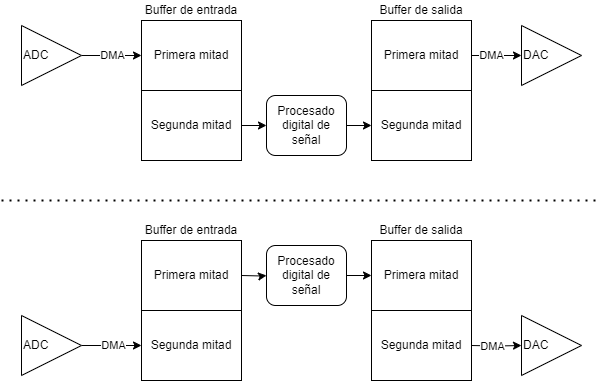 Buffer de entrada
Buffer de salida
ADC
DMA
Primera mitad
Primera mitad
DMA
DAC
Segunda mitad
Procesado
digital de
señal
Segunda mitad
Buffer de entrada
Buffer de salida
Primera mitad
Procesado
digital de
señal
Primera mitad
ADC
DMA
Segunda mitad
Segunda mitad
DMA
DAC